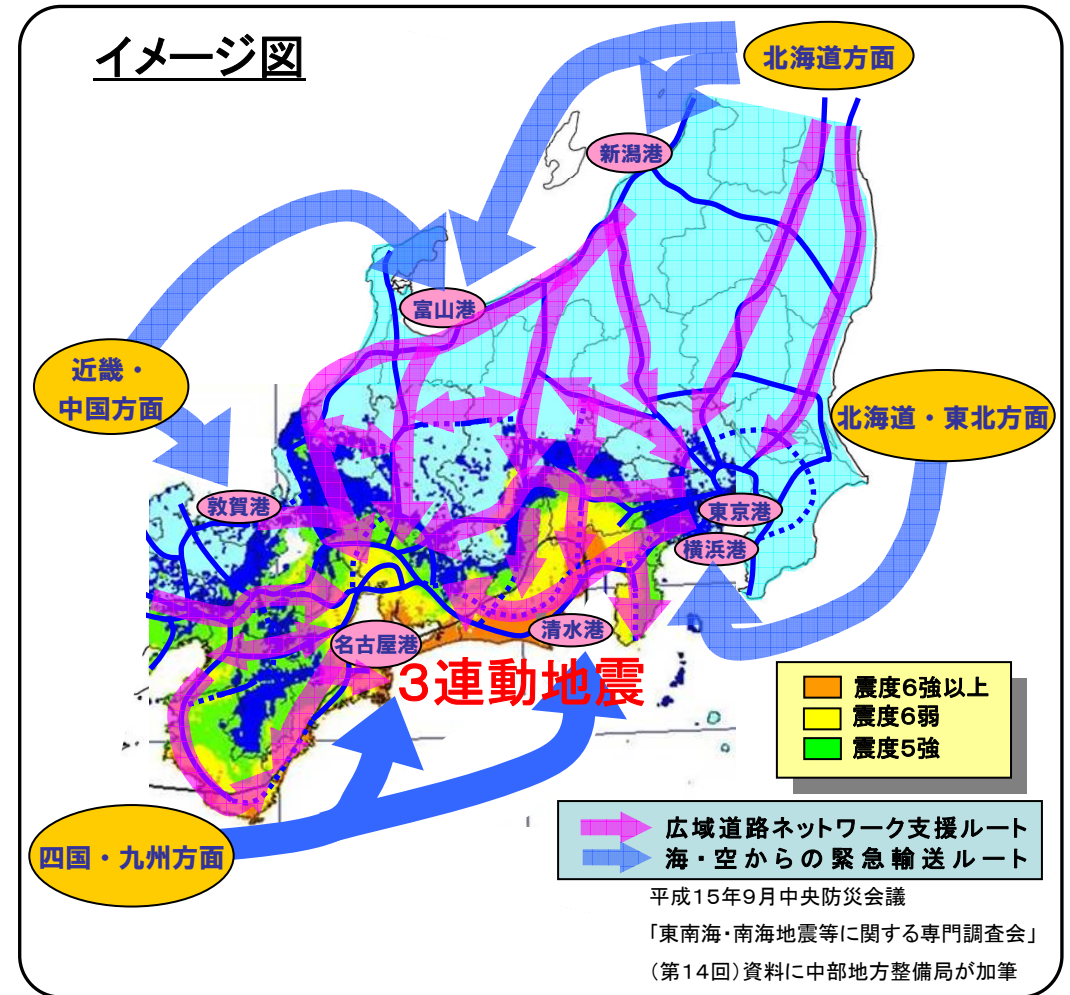 イメージ図
北海道方面
新潟港
富山港
近畿・
中国方面
北海道・東北方面
敦賀港
東京港
横浜港
清水港
名古屋港
3連動地震
震度6強以上
震度6弱
震度5強
四国・九州方面
広域道路ネットワーク支援ルート
海・空からの緊急輸送ルート
平成15年9月中央防災会議
「東南海・南海地震等に関する専門調査会」
(第14回)資料に中部地方整備局が加筆